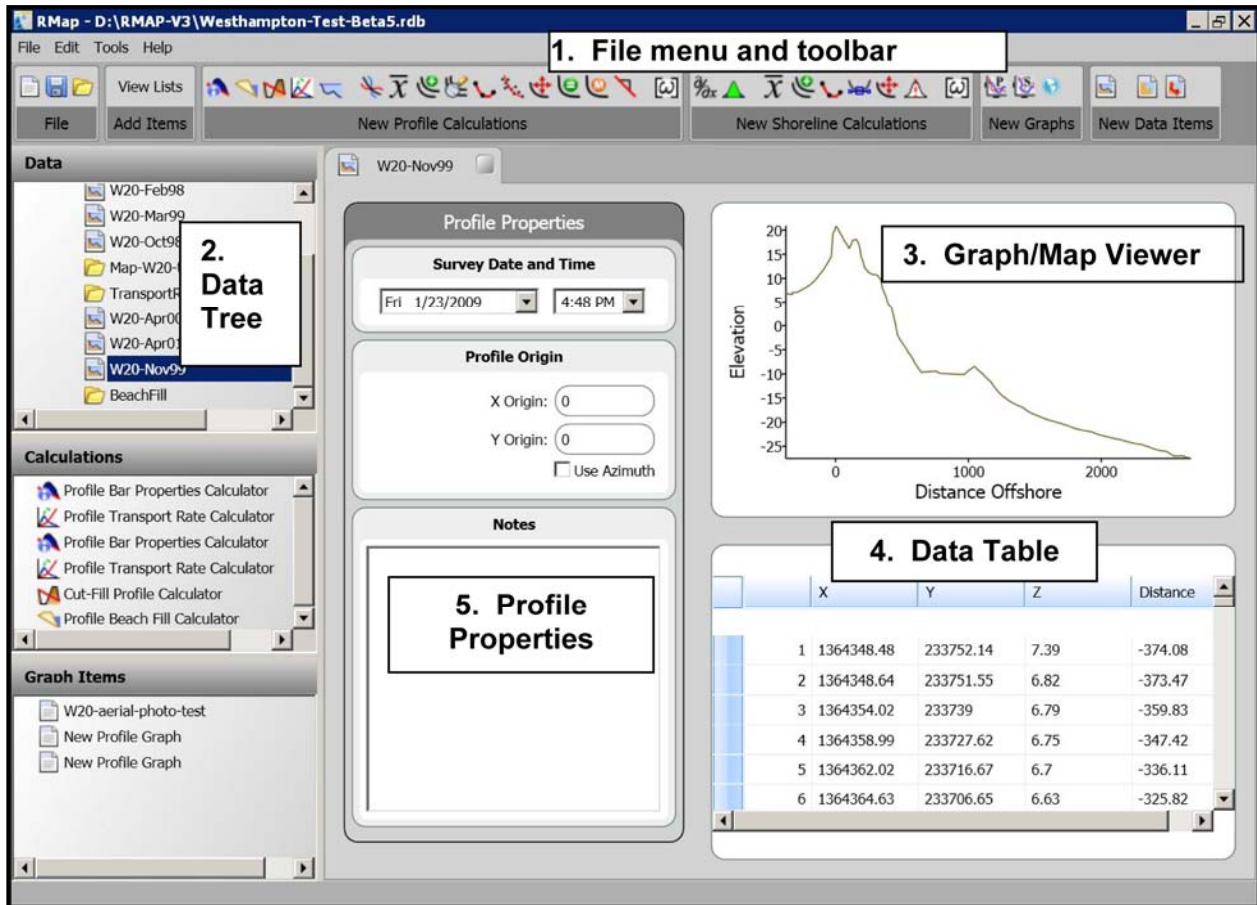 RMap - D:\RMAP-V3\Westhampton-Test-Beta5.rdb
File Edit Tools Help
1. File menu and toolbar
View Lists
File
Add Items
New Profile Calculations
New Shoreline Calculations
New Graphs
New Data Items
Data
W20-Feb98
W20-Mar99
W20-Oct98
Map-W20-
W20-Apr00
W20-Nov99
BeachFill
2. Data Tree
Calculations
Profile Bar Properties Calculator
Profile Transport Rate Calculator
Profile Bar Properties Calculator
Profile Transport Rate Calculator
Cut-Fill Profile Calculator
Profile Beach Fill Calculator
Graph Items
W20-aerial-photo-test
New Profile Graph
New Profile Graph
W20-Nov99
Profile Properties
Survey Date and Time
Fri 1/23/2009
4:48 PM
Profile Origin
X Origin: 0
Y Origin: 0
Use Azimuth
Notes
5. Profile
Properties
3. Graph/Map Viewer
Elevation
20
15
10
5
0
-5
-10
-15
-20
-25
0 1000 2000
Distance Offshore
4. Data Table
X Y Z Distance
1 1364348.48 233752.14 7.39 -374.08
2 1364348.64 233751.55 6.82 -373.47
3 1364354.02 233739 6.79 -359.83
4 1364358.99 233727.62 6.75 -347.42
5 1364362.02 233716.67 6.7 -336.11
6 1364364.63 233706.65 6.63 -325.82